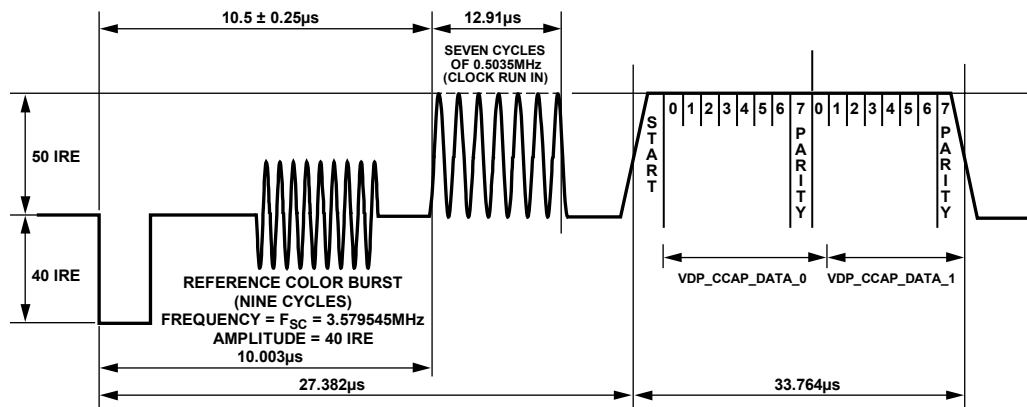 10.5 ± 0.25µs
12.91µs
SEVEN CYCLES
OF 0.5035MHz
(CLOCK RUN IN)
50 IRE
40 IRE
START
0 1 2 3 4 5 6 7 0 1 2 3 4 5 6 7
PARITY
PARITY
VDP_CCAP_DATA_0
VDP_CCAP_DATA_1
REFERENCE COLOR BURST
(NINE CYCLES)
FREQUENCY = FSC = 3.579545MHz
AMPLITUDE = 40 IRE
10.003µs
27.382µs
33.764µs